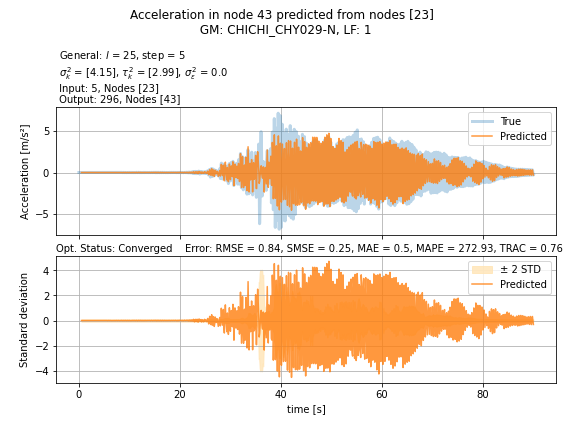 Acceleration in node 43 predicted from nodes [23]
GM: CHICHI_CHY029-N, LF: 1
General: l = 25, step = 5
σ²ₖ = [4.15], τ²ₖ = [2.99], σ²ε = 0.0
Input: 5, Nodes [23]
Output: 296, Nodes [43]
Acceleration [m/s²]
5
0
−5
True
Predicted
Opt. Status: Converged Error: RMSE = 0.84, SMSE = 0.25, MAE = 0.5, MAPE = 272.93, TRAC = 0.76
Standard deviation
4
2
0
−2
−4
± 2 STD
Predicted
0 20 40 60 80
time [s]